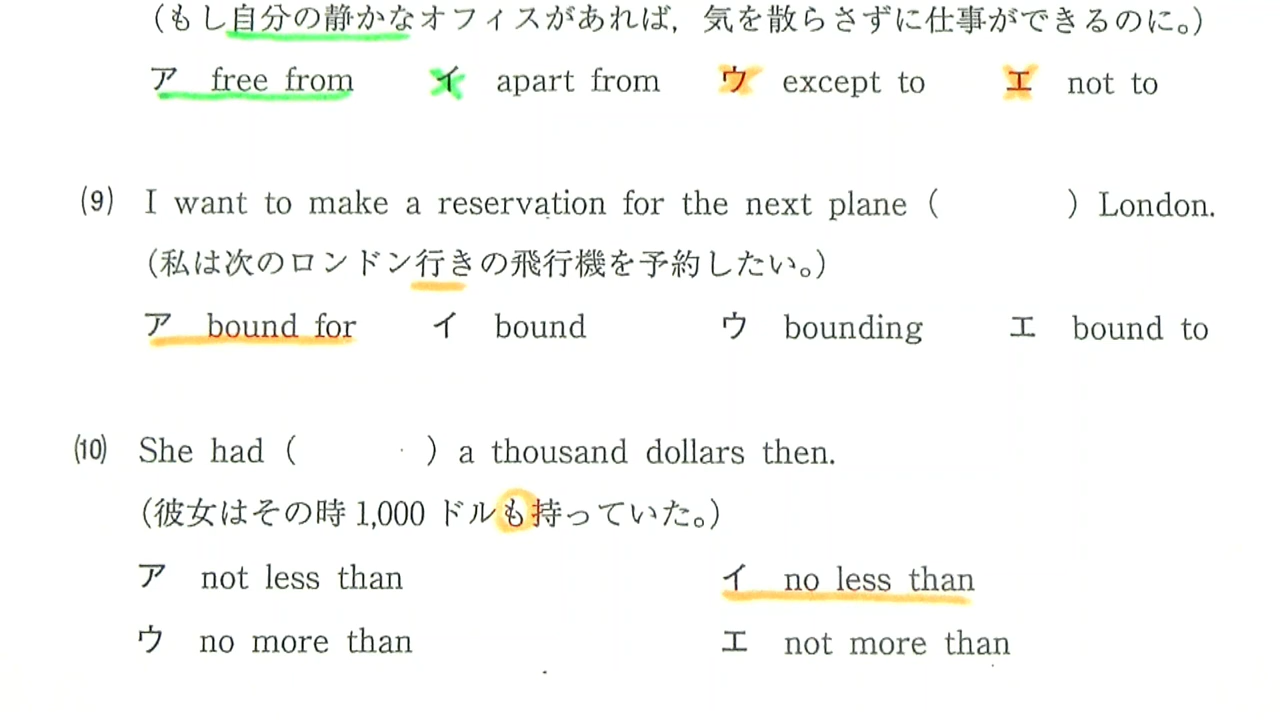 (もし自分の静かなオフィスがあれば，気を散らさずに仕事ができるのに。)
ア free from イ apart from ウ except to エ not to
(9) I want to make a reservation for the next plane ( ) London.
(私は次のロンドン行きの飛行機を予約したい。)
ア bound for イ bound ウ bounding エ bound to
(10) She had ( ) a thousand dollars then.
(彼女はその時 1,000 ドルも持っていた。)
ア not less than イ no less than
ウ no more than エ not more than